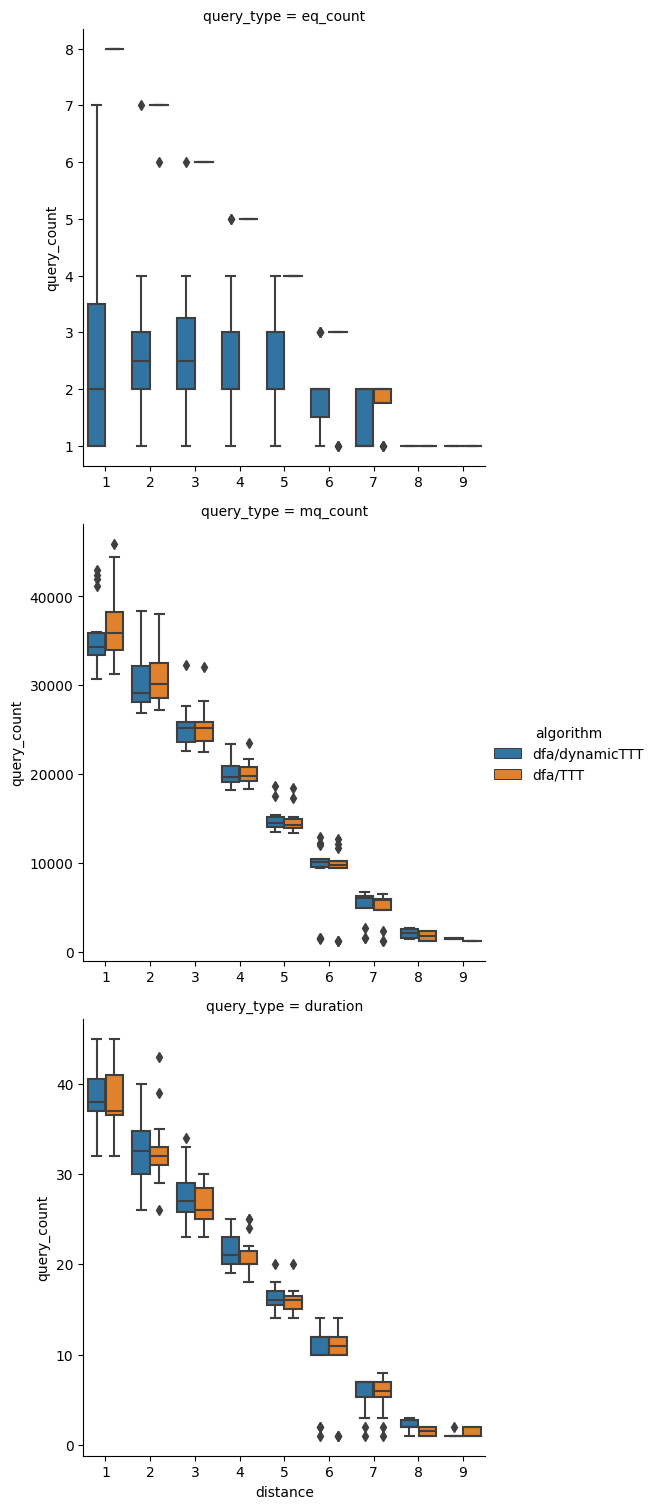 query_type = eq_count
8
7
6
5
4
3
2
1
query_count
1 2 3 4 5 6 7 8 9
query_type = mq_count
40000
30000
20000
10000
0
query_count
1 2 3 4 5 6 7 8 9
algorithm
dfa/dynamicTTT
dfa/TTT
query_type = duration
40
30
20
10
0
query_count
1 2 3 4 5 6 7 8 9
distance